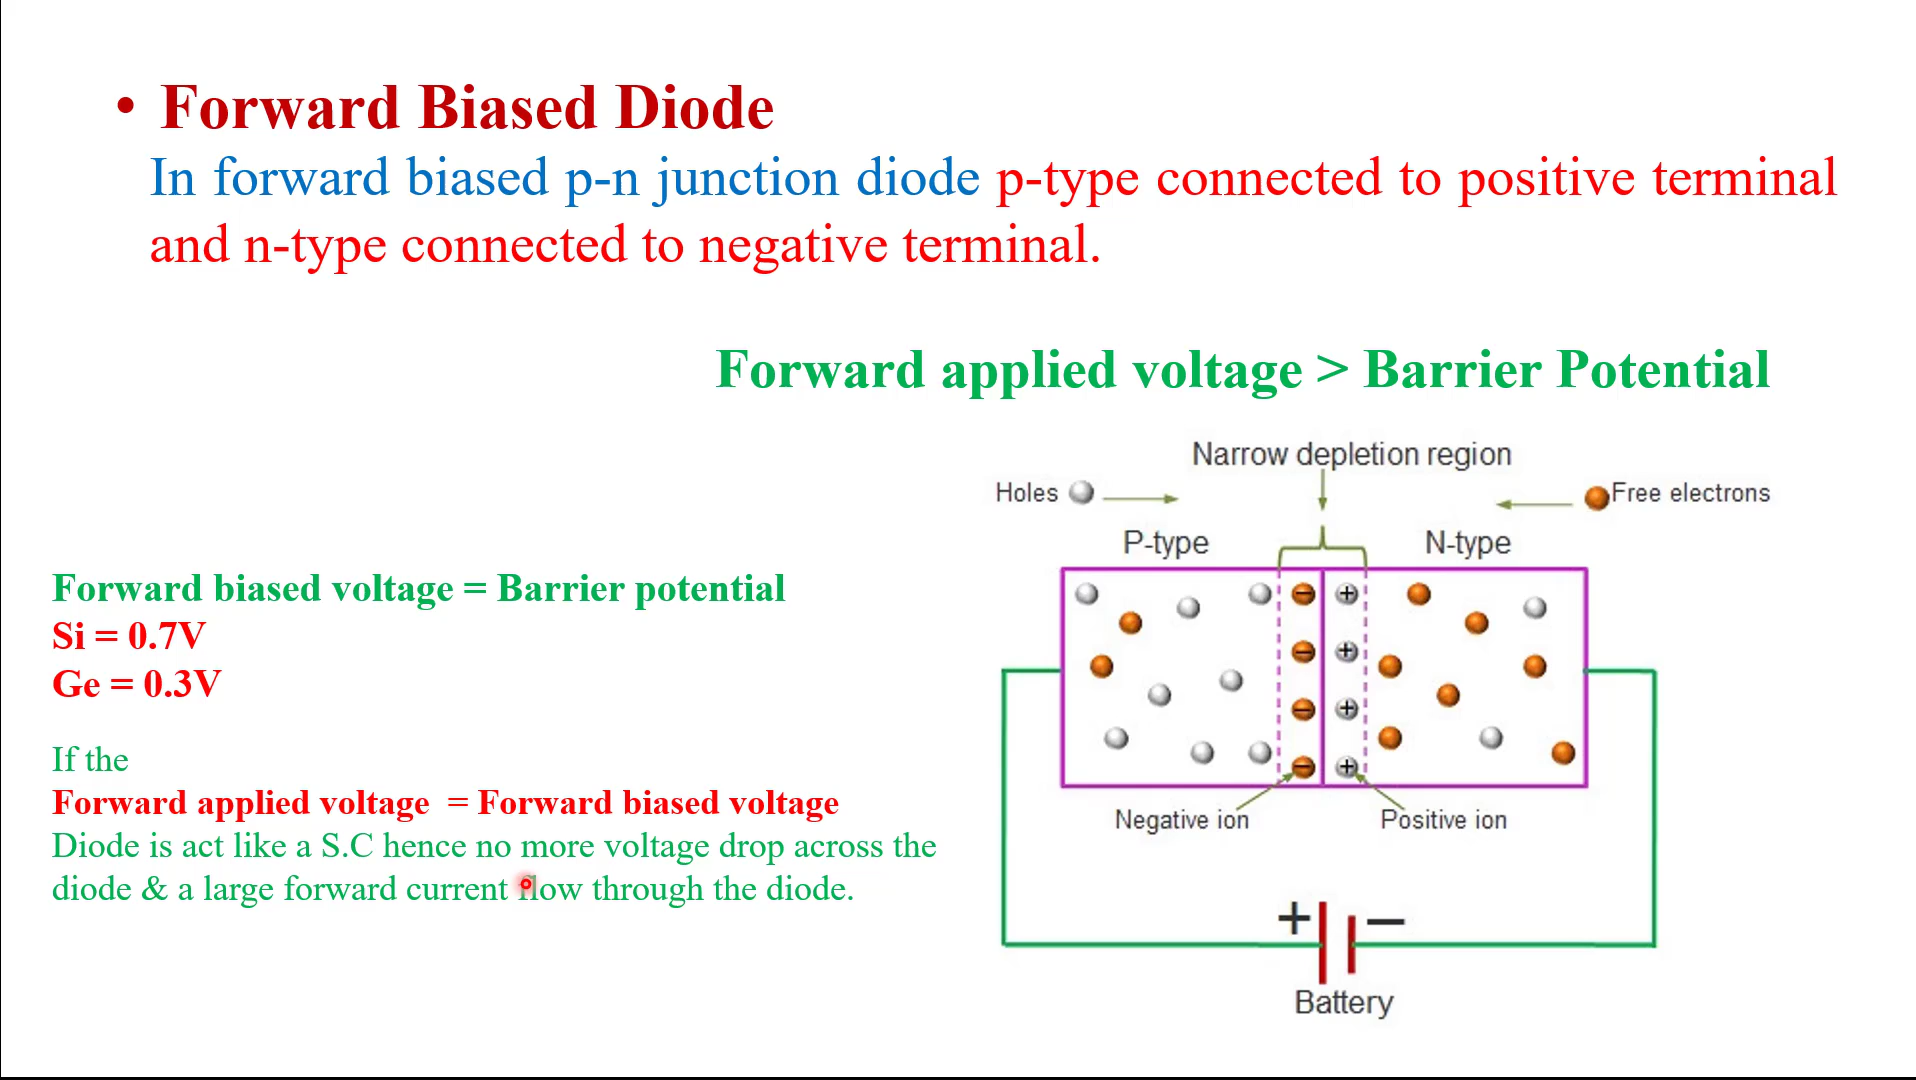 • Forward Biased Diode
In forward biased p-n junction diode p-type connected to positive terminal
and n-type connected to negative terminal.
Forward applied voltage > Barrier Potential
Forward biased voltage = Barrier potential
Si = 0.7V
Ge = 0.3V
If the
Forward applied voltage = Forward biased voltage
Diode is act like a S.C hence no more voltage drop across the
diode & a large forward current flow through the diode.
Narrow depletion region
Holes
Free electrons
P-type
N-type
− +
− +
− +
− +
Negative ion
Positive ion
+ −
Battery